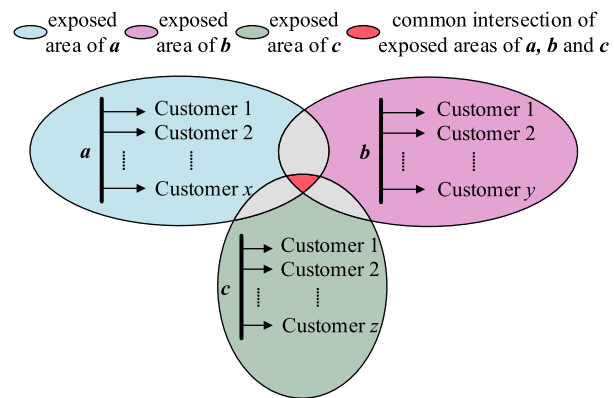 exposed area of a
exposed area of b
exposed area of c
common intersection of exposed areas of a, b and c
a
Customer 1
Customer 2
Customer x
b
Customer 1
Customer 2
Customer y
c
Customer 1
Customer 2
Customer z